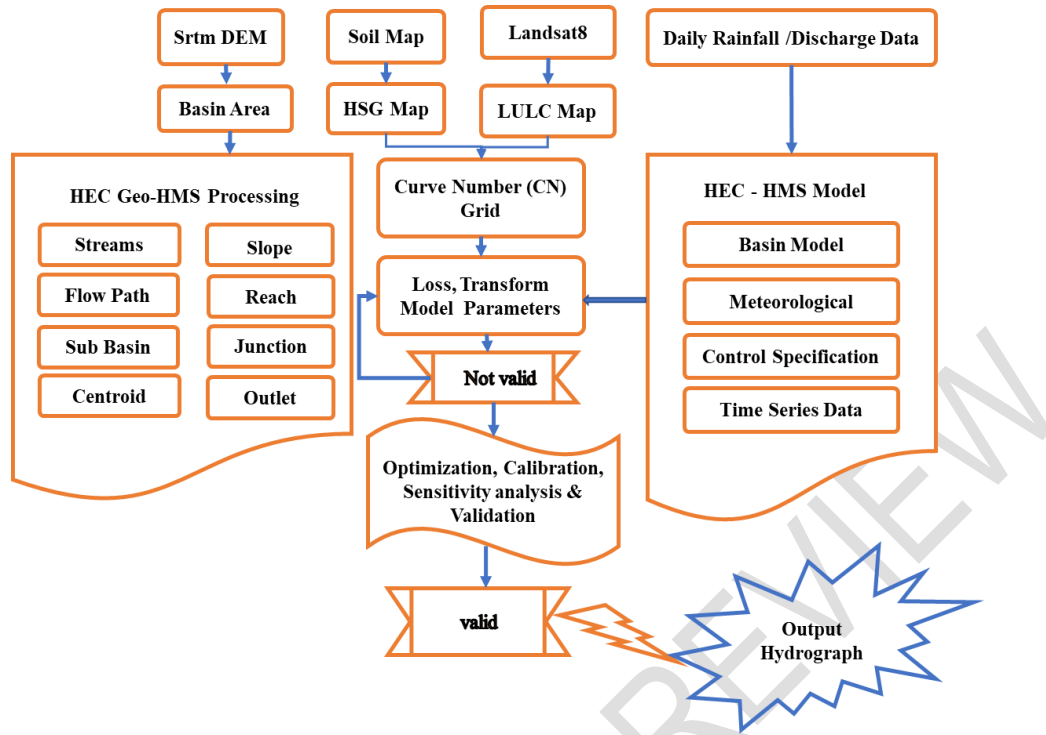 Srtm DEM
Soil Map
Landsat8
Daily Rainfall /Discharge Data
Basin Area
HSG Map
LULC Map
HEC Geo-HMS Processing
Streams
Slope
Flow Path
Reach
Sub Basin
Junction
Centroid
Outlet
Curve Number (CN)
Grid
Loss, Transform
Model Parameters
Not valid
Optimization, Calibration,
Sensitivity analysis &
Validation
valid
HEC - HMS Model
Basin Model
Meteorological
Control Specification
Time Series Data
Output
Hydrograph
REVIEW